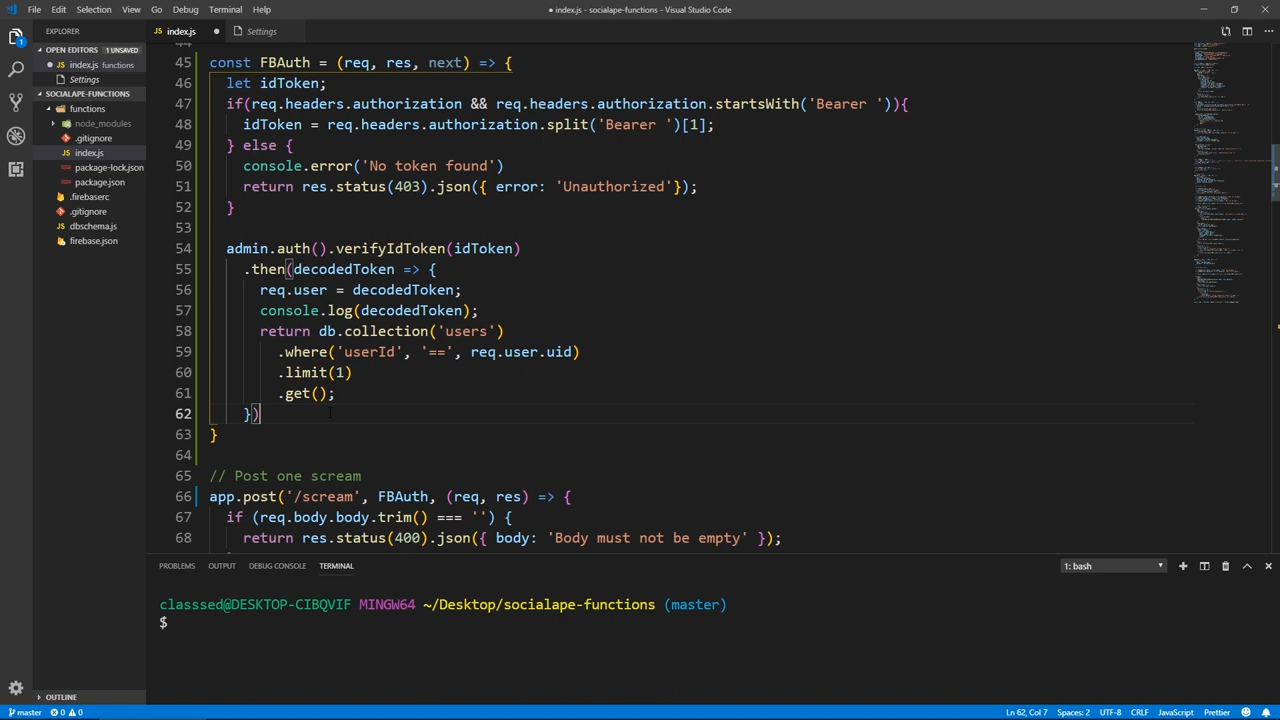 File Edit Selection View Go Debug Terminal Help
● index.js - socialape-functions - Visual Studio Code
EXPLORER
index.js
Settings
OPEN EDITORS 1 UNSAVED
index.js functions
Settings
SOCIALAPE-FUNCTIONS
functions
node_modules
.gitignore
index.js
package-lock.json
package.json
.firebaserc
.gitignore
dbschema.js
firebase.json
OUTLINE
44
45 const FBAuth = (req, res, next) => {
46 let idToken;
47 if(req.headers.authorization && req.headers.authorization.startsWith('Bearer ')){
48 idToken = req.headers.authorization.split('Bearer ')[1];
49 } else {
50 console.error('No token found')
51 return res.status(403).json({ error: 'Unauthorized'});
52 }
53
54 admin.auth().verifyIdToken(idToken)
55 .then(decodedToken => {
56 req.user = decodedToken;
57 console.log(decodedToken);
58 return db.collection('users')
59 .where('userId', '==', req.user.uid)
60 .limit(1)
61 .get();
62 })
63 }
64
65 // Post one scream
66 app.post('/scream', FBAuth, (req, res) => {
67 if (req.body.body.trim() === '') {
68 return res.status(400).json({ body: 'Body must not be empty' });
PROBLEMS OUTPUT DEBUG CONSOLE TERMINAL
1: bash
classsed@DESKTOP-CIBQVIF MINGW64 ~/Desktop/socialape-functions (master)
$
master 0 0
Ln 62, Col 7 Spaces: 2 UTF-8 CRLF JavaScript Prettier